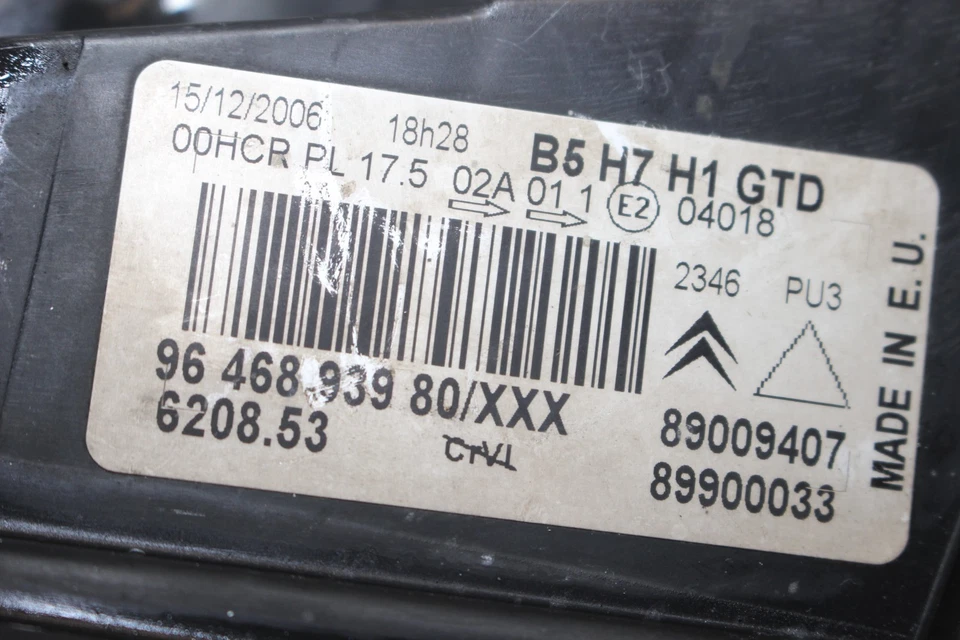 15/12/2006 18h28 B5 H7 H1 GTD
00HCR PL 17.5 02A 01 1 E2 04018
2346 PU3
96 468 939 80/XXX
6208.53
89009407
89900033
MADE IN E.U.